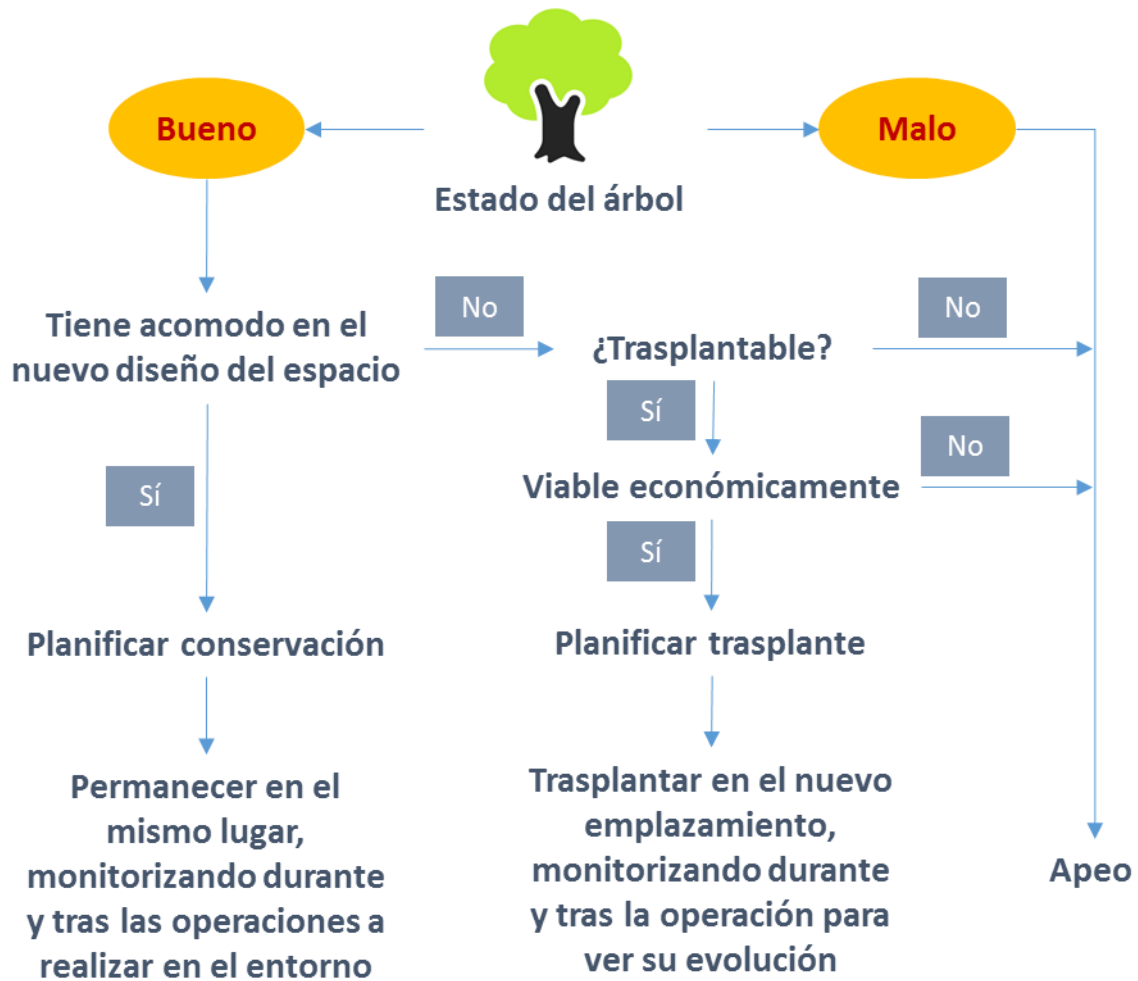 Bueno
Malo
Estado del árbol
No
No
Tiene acomodo en el
nuevo diseño del espacio
¿Trasplantable?
Sí
No
Viable económicamente
Sí
Sí
Planificar conservación
Planificar trasplante
Permanecer en el
mismo lugar,
monitorizando durante
y tras las operaciones a
realizar en el entorno
Trasplantar en el nuevo
emplazamiento,
monitorizando durante
y tras la operación para
ver su evolución
Apeo